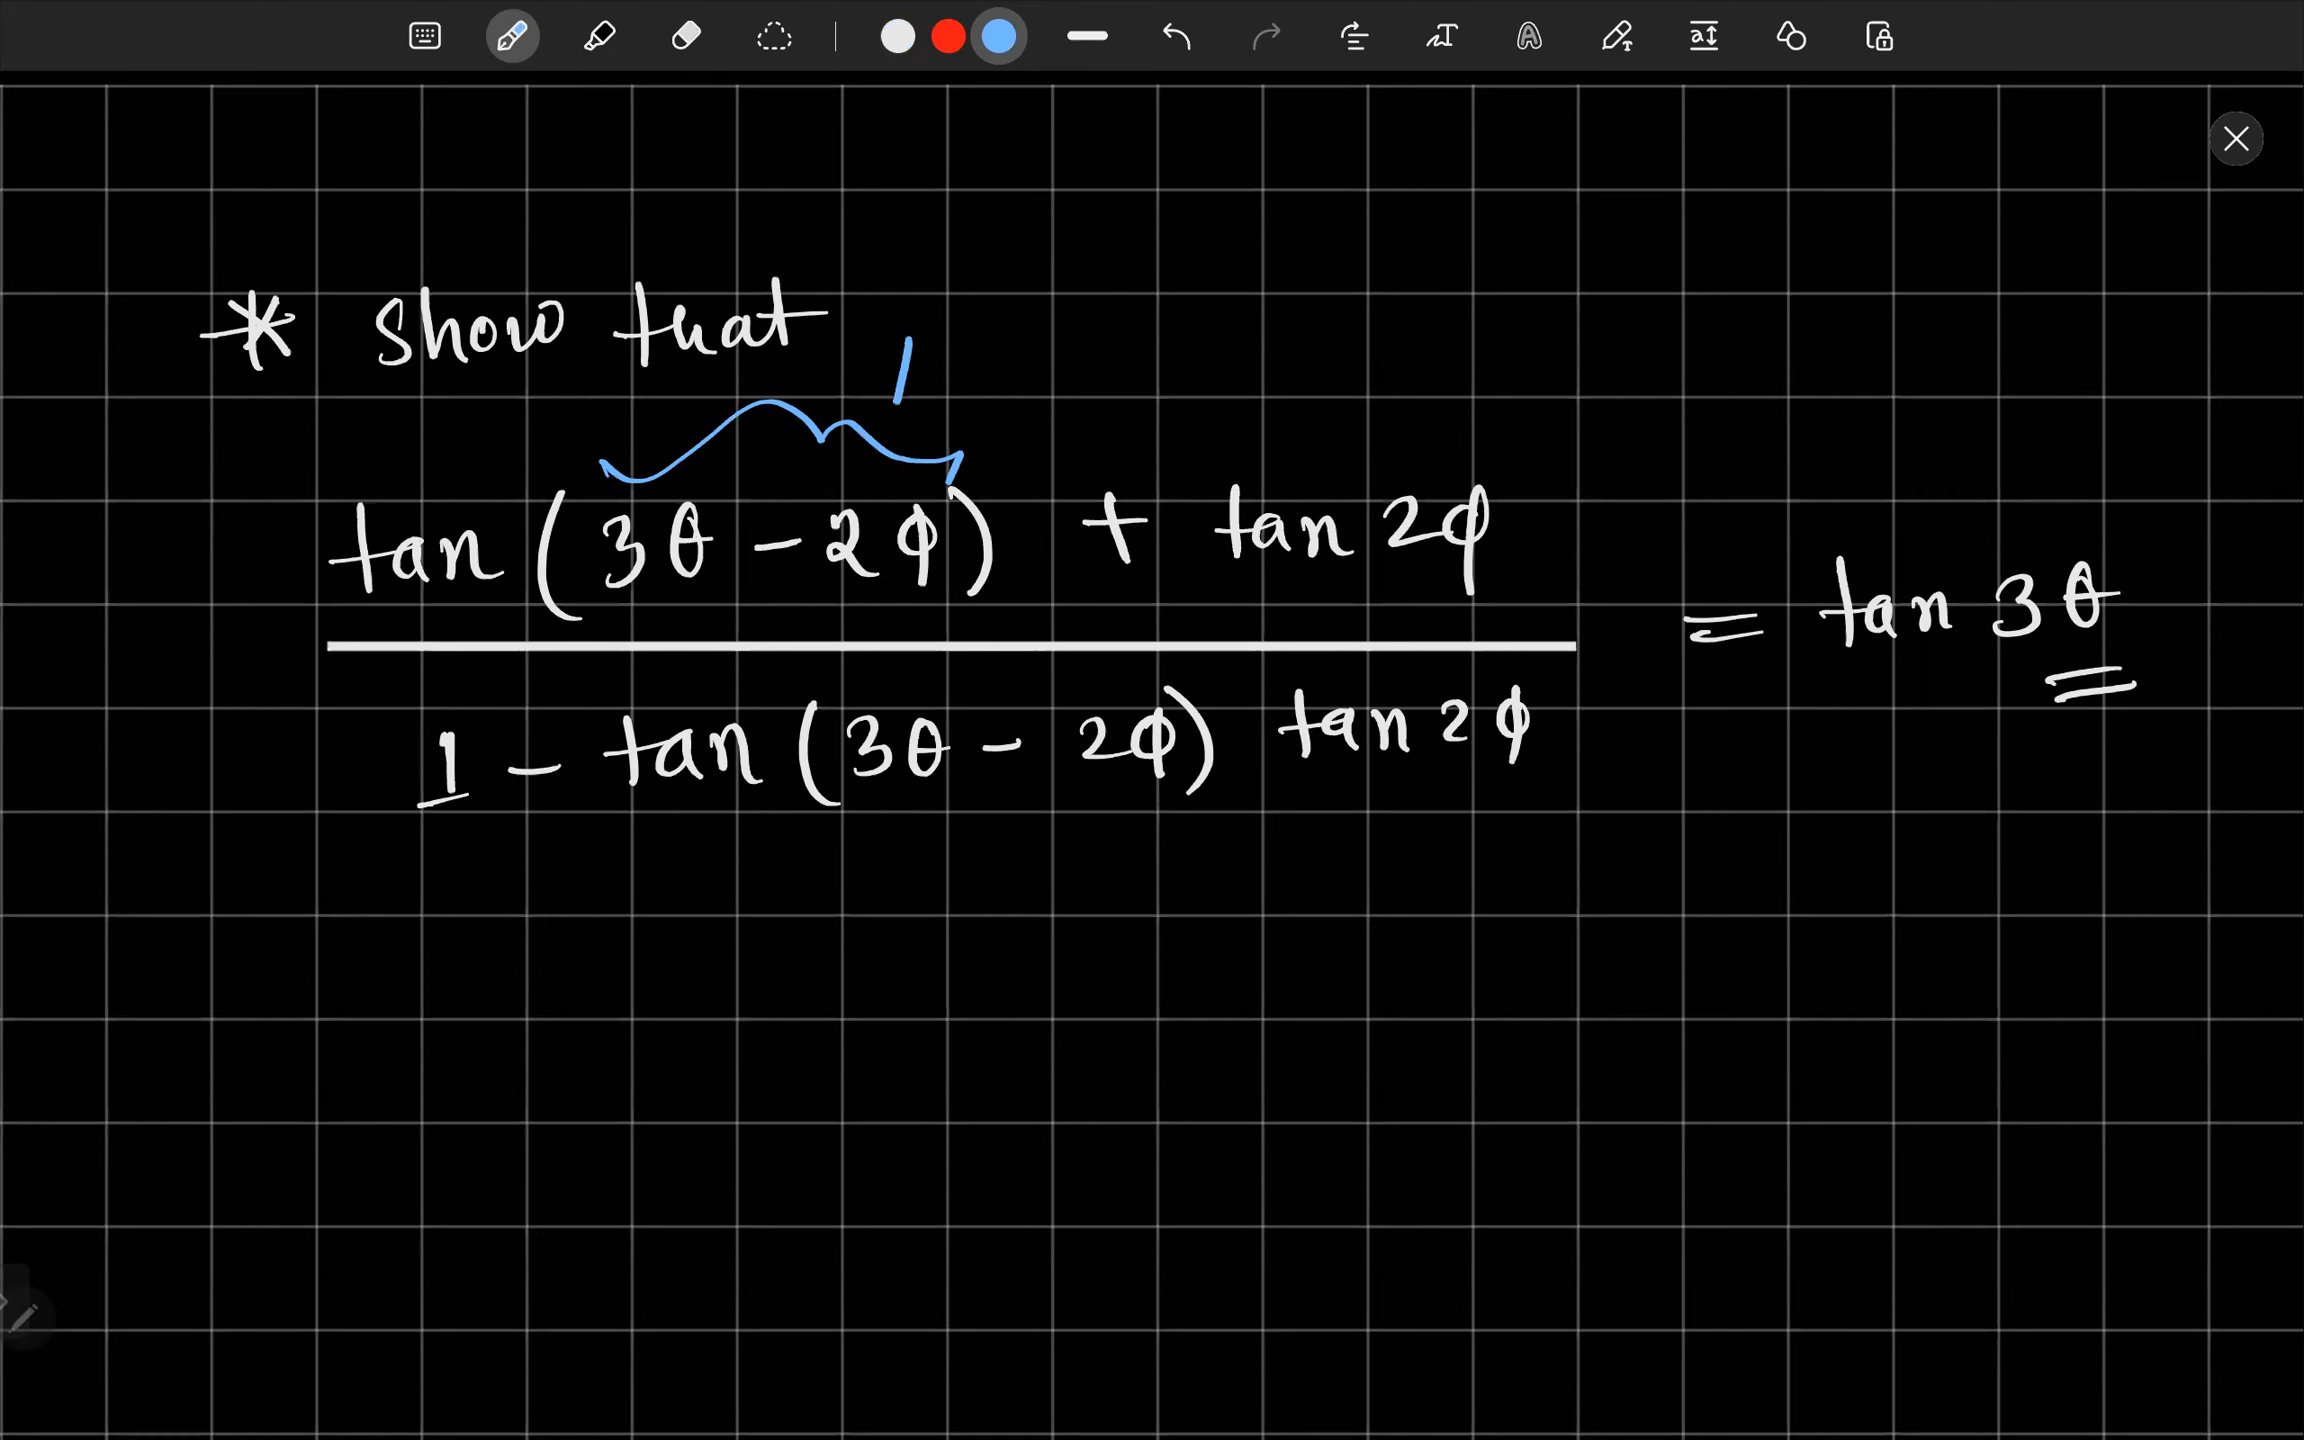 * show that
tan (3θ - 2φ) + tan 2φ
= tan 3θ
1 - tan (3θ - 2φ) tan 2φ